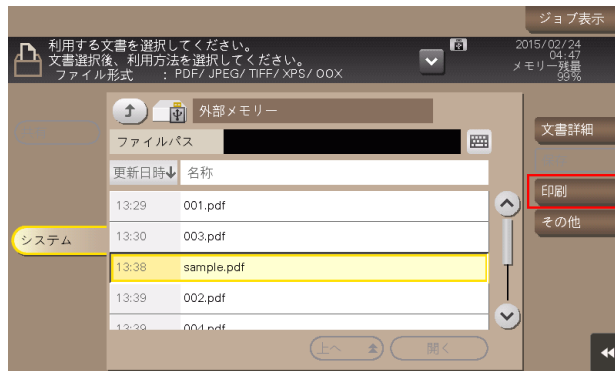 ジョブ表示
利用する文書を選択してください。
文書選択後、利用方法を選択してください。
ファイル形式 : PDF/ JPEG/ TIFF/ XPS/ OOX
2015/02/24
04:47
メモリー残量
99%
外部メモリー
ファイルパス
文書詳細
更新日時 名称
印刷
13:29 001.pdf
その他
13:30 003.pdf
システム
13:38 sample.pdf
13:39 002.pdf
13:39 004.pdf
上へ 開く